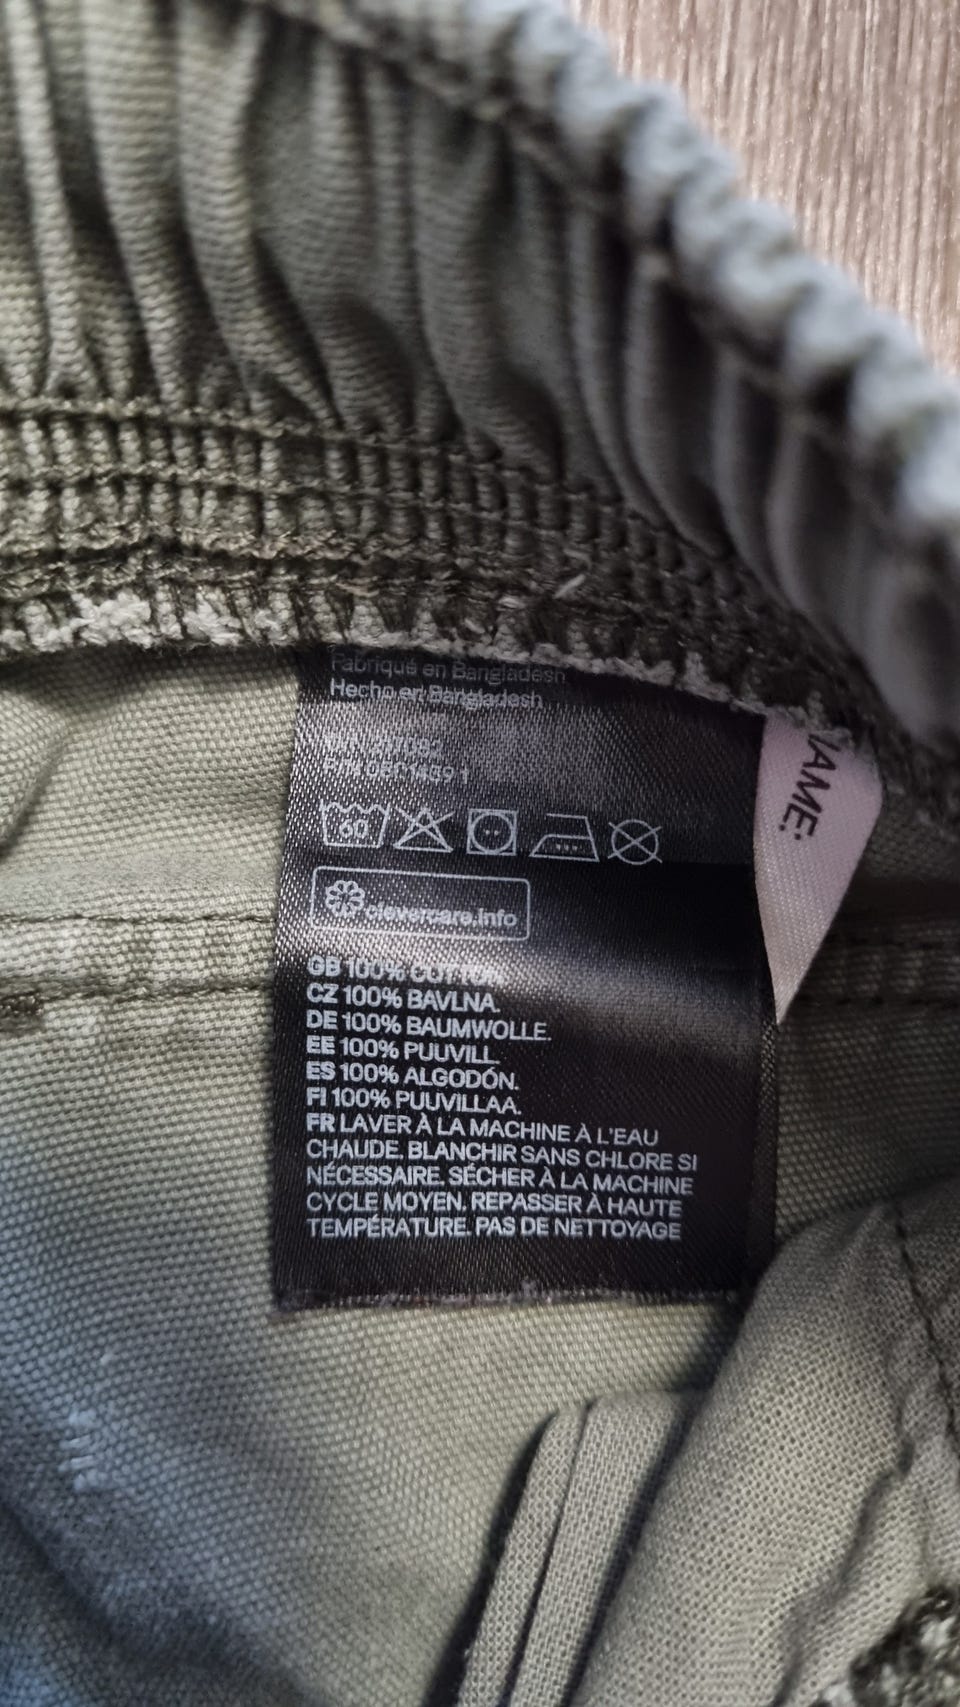 Fabriqué en Bangladesh
Hecho en Bangladesh
60
clevercare.info
GB 100% COTTON.
CZ 100% BAVLNA.
DE 100% BAUMWOLLE.
EE 100% PUUVILL.
ES 100% ALGODÓN.
FI 100% PUUVILLAA.
FR LAVER À LA MACHINE À L'EAU
CHAUDE. BLANCHIR SANS CHLORE SI
NÉCESSAIRE. SÉCHER À LA MACHINE
CYCLE MOYEN. REPASSER À HAUTE
TEMPÉRATURE. PAS DE NETTOYAGE